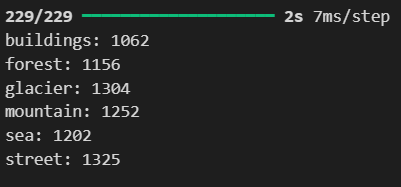 229/229 ━━━━━━━━━━━━━━━━━━━━ 2s 7ms/step
buildings: 1062
forest: 1156
glacier: 1304
mountain: 1252
sea: 1202
street: 1325